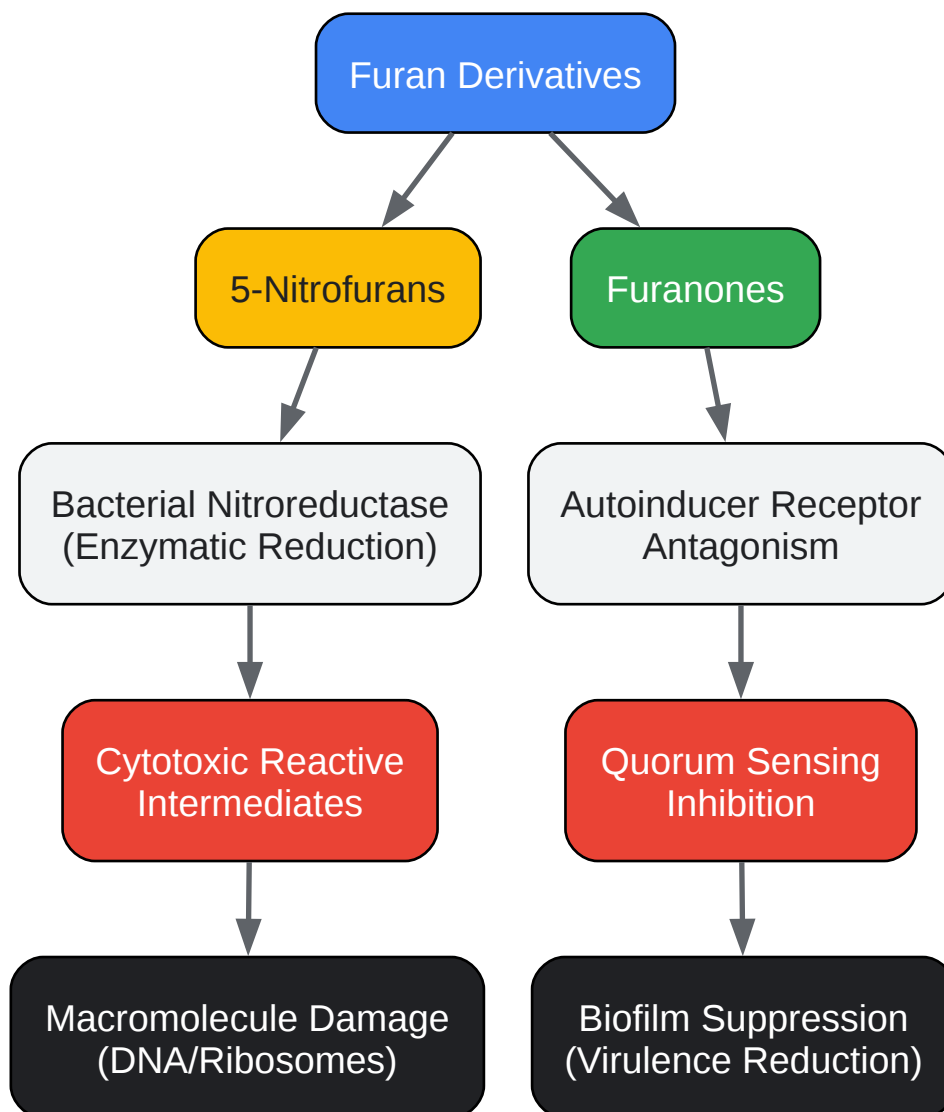 Furan Derivatives
5-Nitrofurans
Furanones
Bacterial Nitroreductase
(Enzymatic Reduction)
Autoinducer Receptor
Antagonism
Cytotoxic Reactive
Intermediates
Quorum Sensing
Inhibition
Macromolecule Damage
(DNA/Ribosomes)
Biofilm Suppression
(Virulence Reduction)